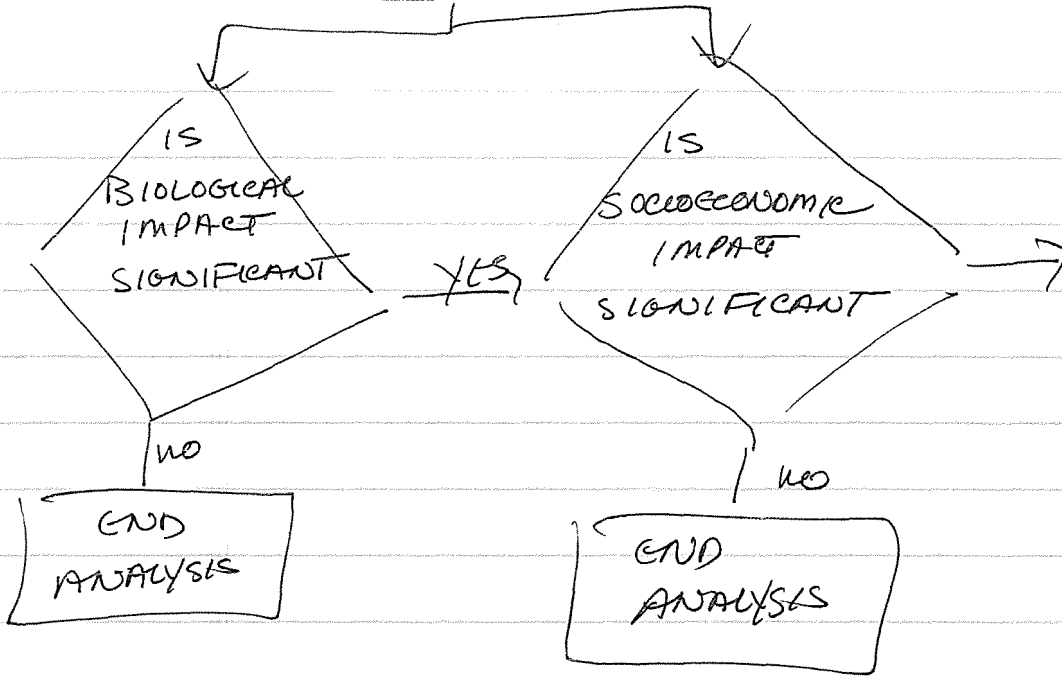 IS
BIOLOGICAL
IMPACT
SIGNIFICANT
YES
IS
SOCIOECONOMIC
IMPACT
SIGNIFICANT
no
no
END
ANALYSIS
END
ANALYSIS